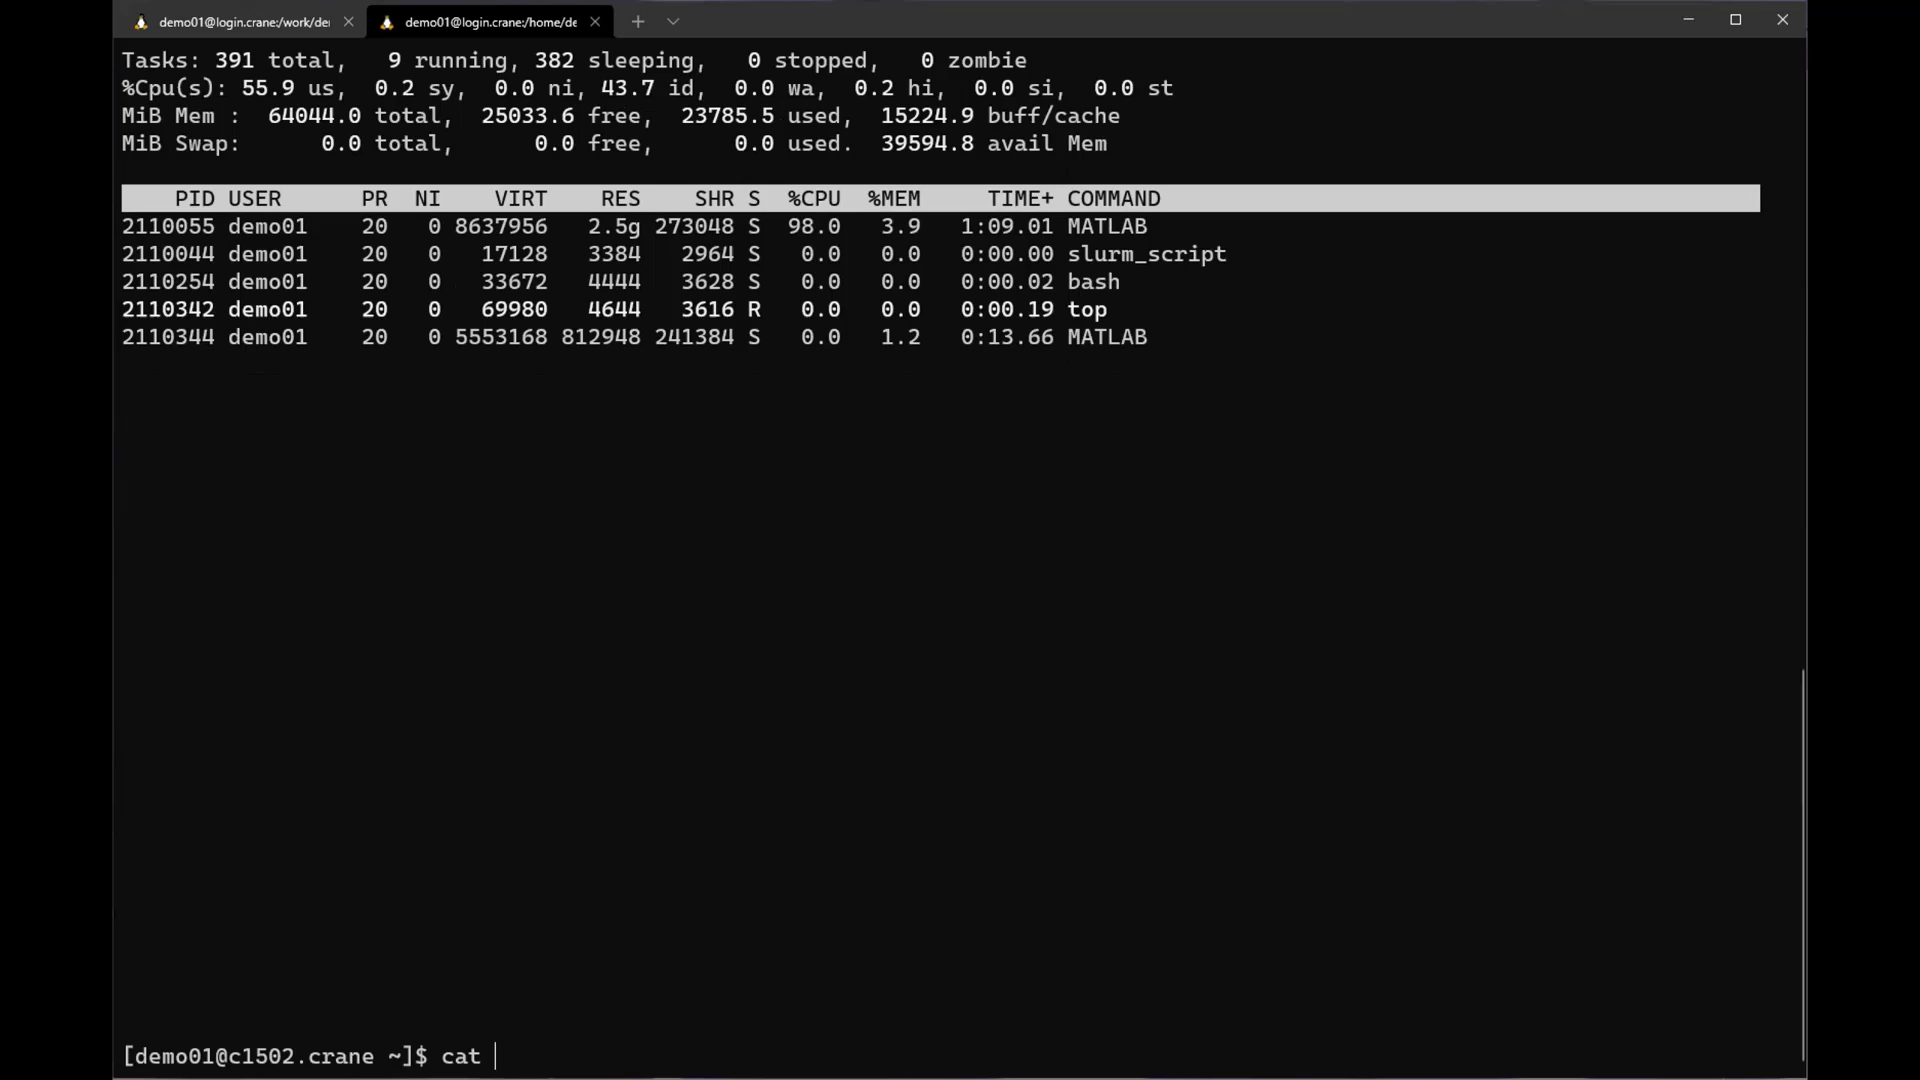 demo01@login.crane:/work/der demo01@login.crane:/home/de
Tasks: 391 total,   9 running, 382 sleeping,   0 stopped,   0 zombie
%Cpu(s): 55.9 us,  0.2 sy,  0.0 ni, 43.7 id,  0.0 wa,  0.2 hi,  0.0 si,  0.0 st
MiB Mem :  64044.0 total,  25033.6 free,  23785.5 used,  15224.9 buff/cache
MiB Swap:      0.0 total,      0.0 free,      0.0 used.  39594.8 avail Mem
PID USER      PR  NI    VIRT    RES    SHR S  %CPU  %MEM     TIME+ COMMAND
2110055 demo01    20   0 8637956   2.5g 273048 S  98.0   3.9   1:09.01 MATLAB
2110044 demo01    20   0   17128   3384   2964 S   0.0   0.0   0:00.00 slurm_script
2110254 demo01    20   0   33672   4444   3628 S   0.0   0.0   0:00.02 bash
2110342 demo01    20   0   69980   4644   3616 R   0.0   0.0   0:00.19 top
2110344 demo01    20   0 5553168 812948 241384 S   0.0   1.2   0:13.66 MATLAB
[demo01@c1502.crane ~]$ cat